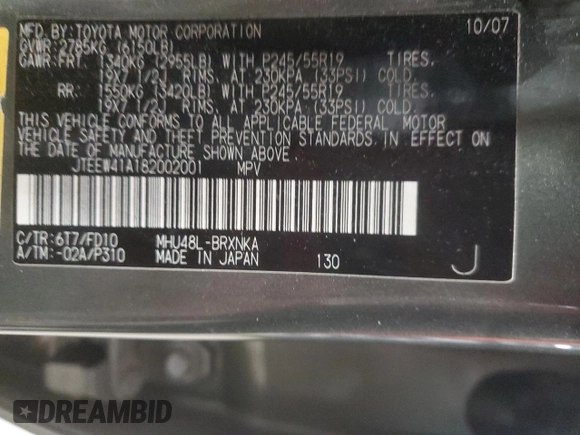 MFD. BY: TOYOTA MOTOR CORPORATION 10/07
GVWR: 2785KG (6150LB)
GAWR: FRT. 1340KG (2955LB) WITH P245/55R19 TIRES.
19X7 1/2J RIMS. AT 230KPA (33PSI) COLD.
RR: 1550KG (3420LB) WITH P245/55R19 TIRES.
19X7 1/2J RIMS. AT 230KPA (33PSI) COLD.
THIS VEHICLE CONFORMS TO ALL APPLICABLE FEDERAL MOTOR
VEHICLE SAFETY AND THEFT PREVENTION STANDARDS IN EFFECT ON
THE DATE OF MANUFACTURE SHOWN ABOVE.
JTEEW41A182002001 MPV
C/TR: 6T7/FD10 MHU48L-BRXNKA
A/TM: -02A/P310 MADE IN JAPAN 130 J
DREAMBID